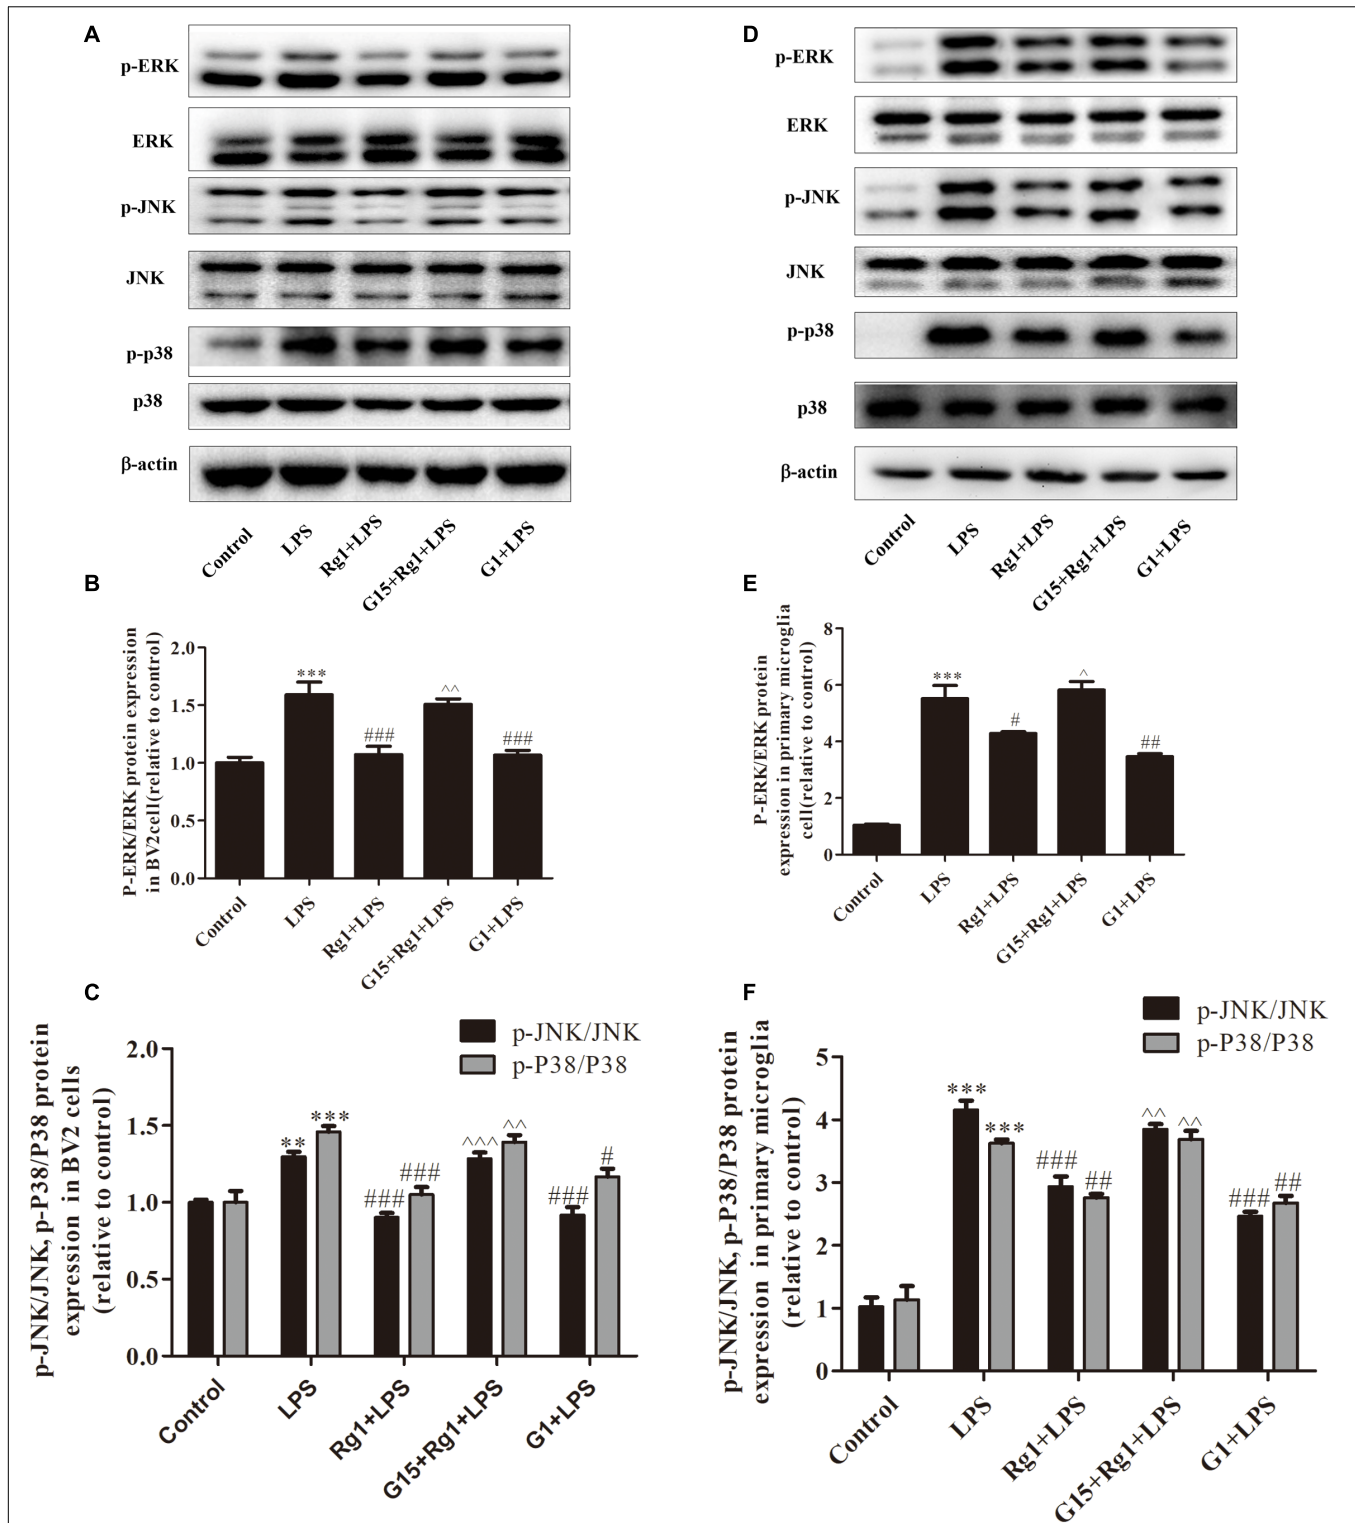 A
p-ERK
ERK
p-JNK
JNK
p-p38
p38
β-actin
Control
LPS
Rg1+LPS
G15+Rg1+LPS
G1+LPS
B
P-ERK/ERK protein expression
in BV2cell(relative to control)
2.0
1.5
1.0
0.5
0.0
***
###
^^
###
Control
LPS
Rg1+LPS
G15+Rg1+LPS
G1+LPS
C
p-JNK/JNK, p-P38/P38 protein
expression in BV2 cells
(relative to control)
p-JNK/JNK
p-P38/P38
2.0
1.5
1.0
0.5
0.0
**
***
###
###
^^^
^^
###
#
Control
LPS
Rg1+LPS
G15+Rg1+LPS
G1+LPS
D
p-ERK
ERK
p-JNK
JNK
p-p38
p38
β-actin
Control
LPS
Rg1+LPS
G15+Rg1+LPS
G1+LPS
E
P-ERK/ERK protein
expression in primary microglia
cell(relative to control)
8
6
4
2
0
***
#
^
##
Control
LPS
Rg1+LPS
G15+Rg1+LPS
G1+LPS
F
p-JNK/JNK, p-P38/P38 protein
expression in primary microglia
(relative to control)
p-JNK/JNK
p-P38/P38
5
4
3
2
1
0
***
***
###
##
^^
^^
###
##
Control
LPS
Rg1+LPS
G15+Rg1+LPS
G1+LPS